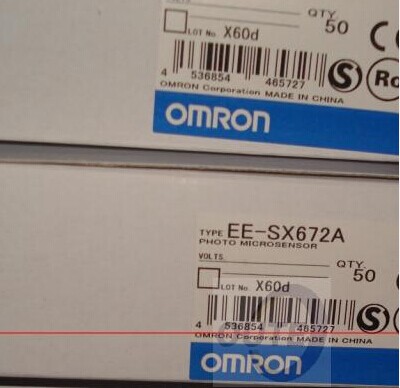 QTY.
50
LOT No. X60d
4 536854 465727
OMRON Corporation MADE IN CHINA
OMRON
TYPE EE-SX672A
PHOTO MICROSENSOR
VOLTS.
QTY.
50
LOT No. X60d
4 536854 465727
OMRON Corporation MADE IN CHINA
OMRON